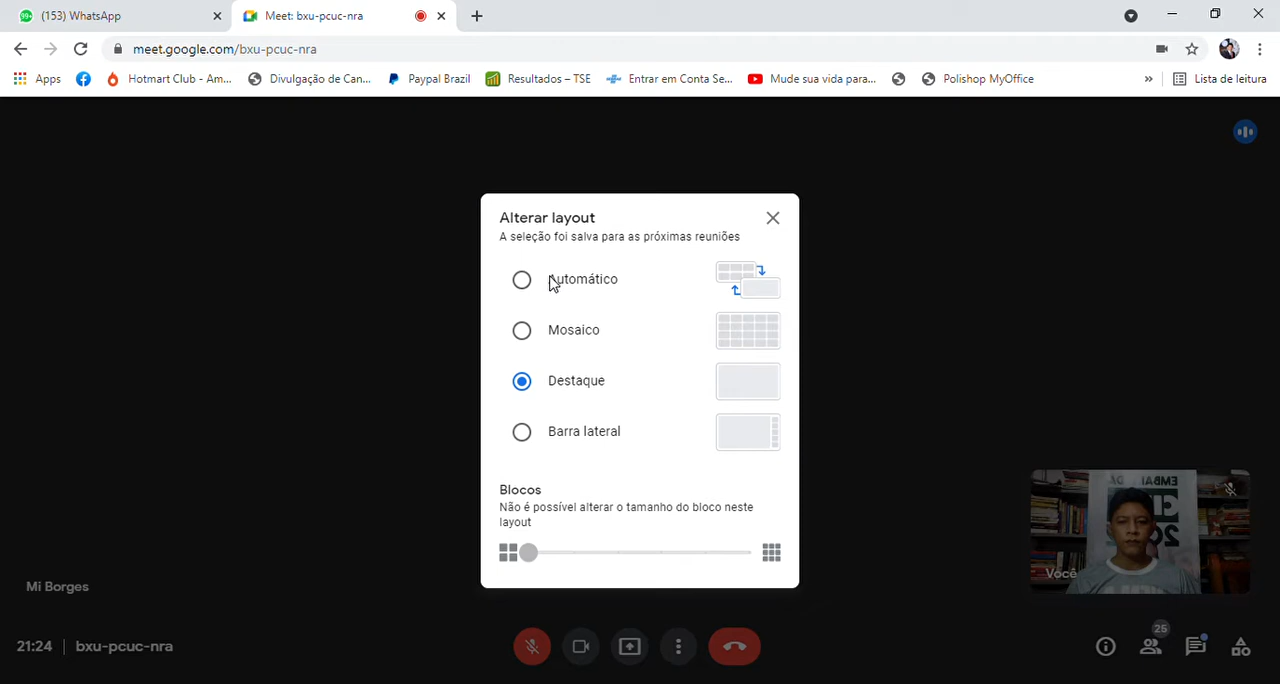 99+ (153) WhatsApp
Meet: bxu-pcuc-nra
meet.google.com/bxu-pcuc-nra
Apps
Hotmart Club - Am...
Divulgação de Can...
Paypal Brazil
Resultados – TSE
Entrar em Conta Se...
Mude sua vida para...
Polishop MyOffice
»
Lista de leitura
Alterar layout
A seleção foi salva para as próximas reuniões
Automático
Mosaico
Destaque
Barra lateral
Blocos
Não é possível alterar o tamanho do bloco neste
layout
Você
Mi Borges
21:24 | bxu-pcuc-nra
25